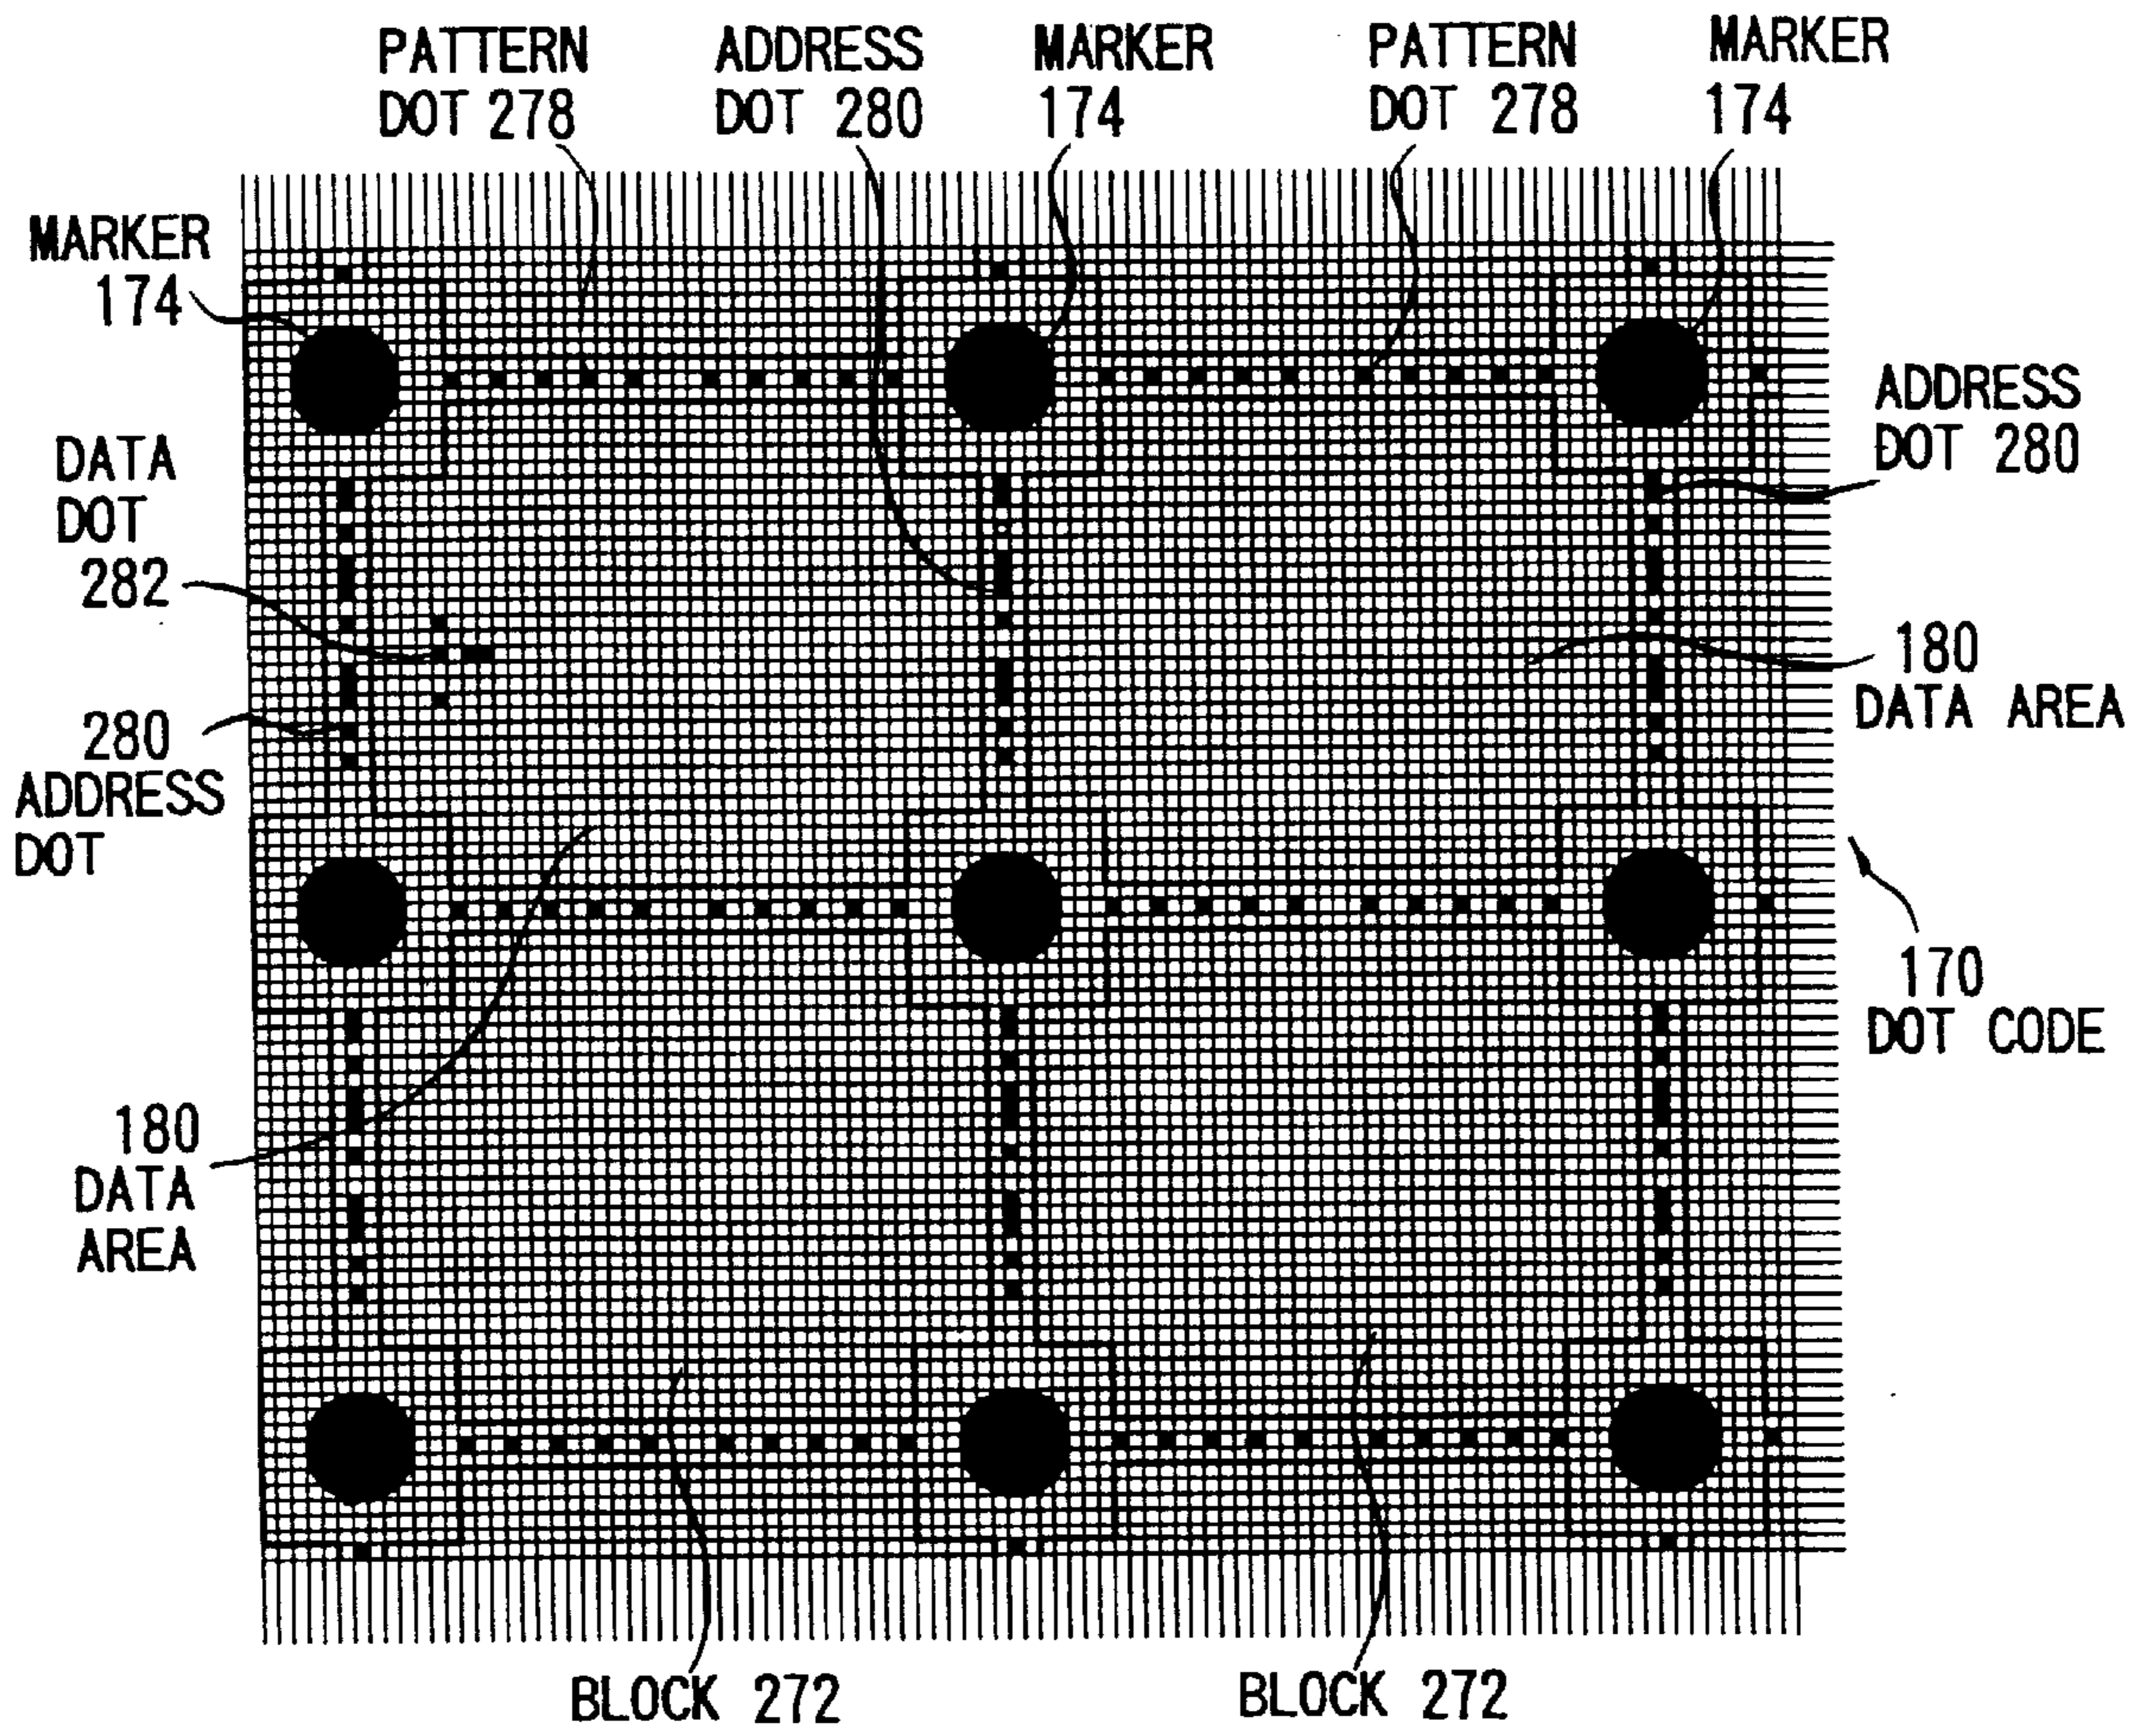 PATTERN
DOT 278
ADDRESS
DOT 280
MARKER
174
PATTERN
DOT 278
MARKER
174
MARKER
174
ADDRESS
DOT 280
DATA
DOT
282
180
DATA AREA
280
ADDRESS
DOT
170
DOT CODE
180
DATA
AREA
BLOCK 272
BLOCK 272